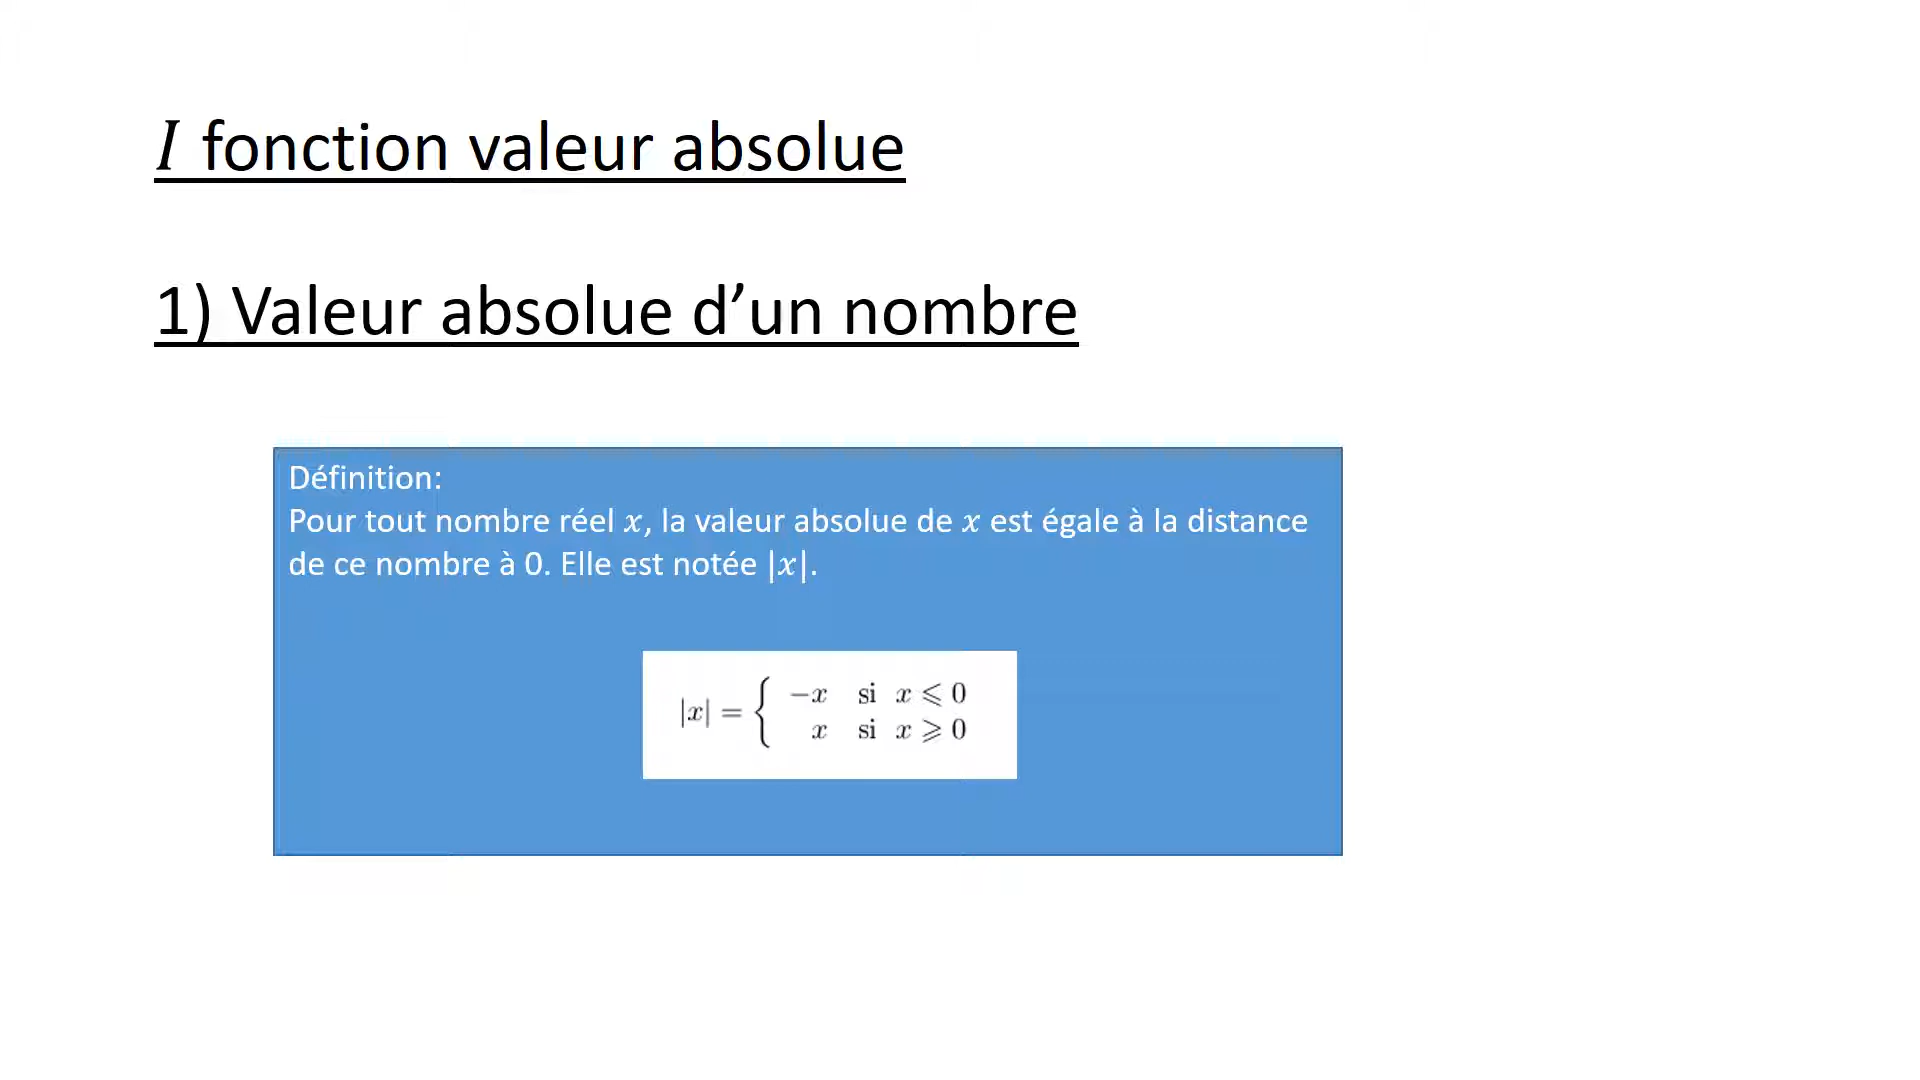 I fonction valeur absolue
1) Valeur absolue d’un nombre
Définition:
Pour tout nombre réel x, la valeur absolue de x est égale à la distance
de ce nombre à 0. Elle est notée |x|.
|x| = { −x si x ⩽ 0
x si x ⩾ 0